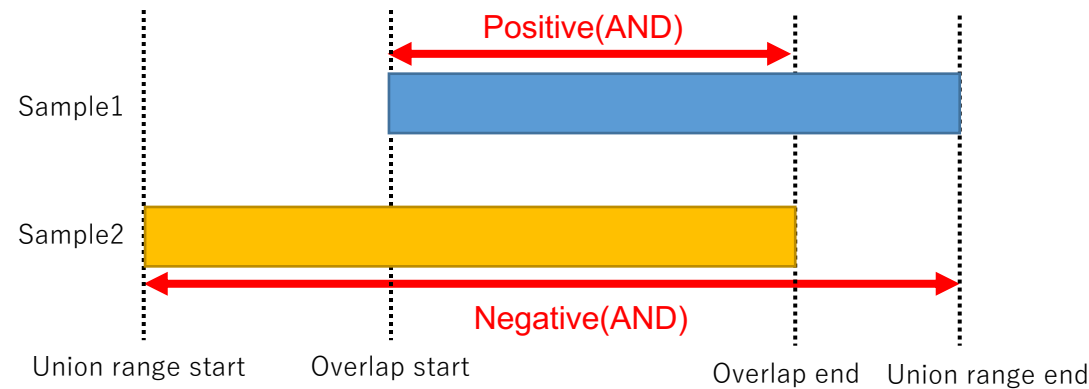 Positive(AND)
Sample1
Sample2
Negative(AND)
Union range start
Overlap start
Overlap end
Union range end